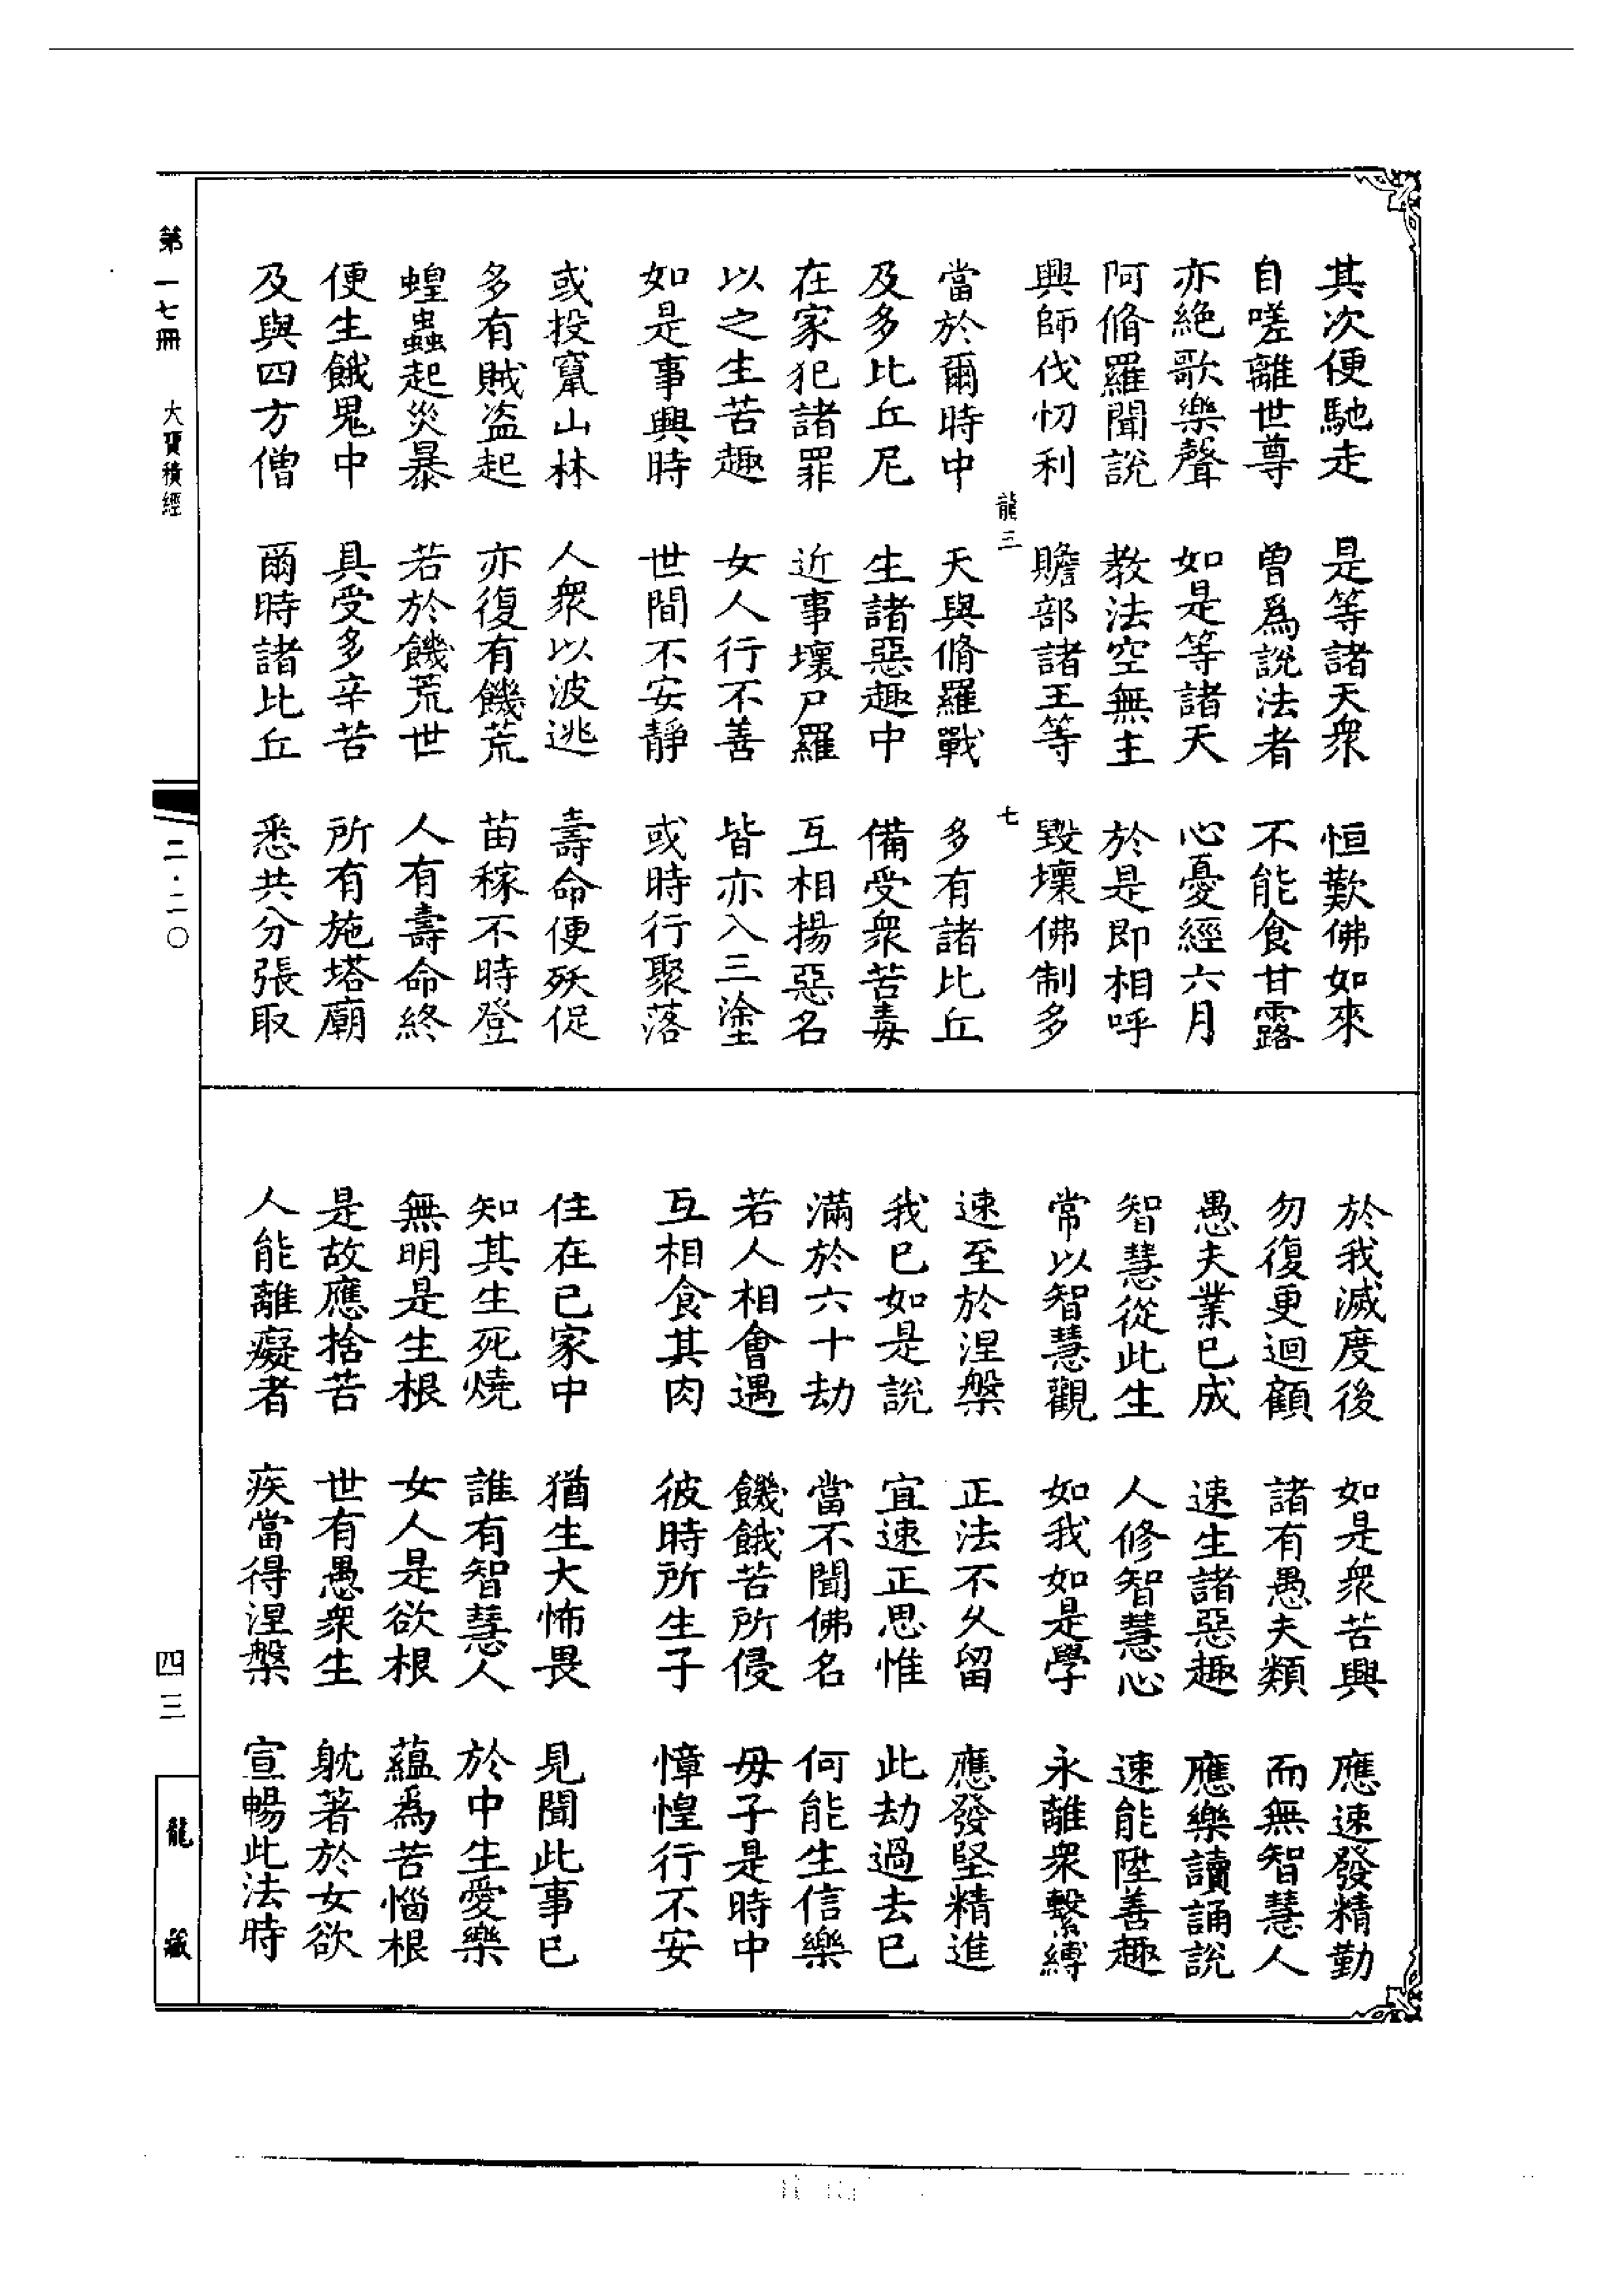 其次便馳走　是等諸天衆　恒歎佛如來
自嗟離世尊　曾爲說法者　不能食甘露
亦絶歌樂聲　如是等諸天　心憂經六月
阿脩羅聞說　教法空無主　於是即相呼
興師伐忉利　贍部諸王等　毀壞佛制多
龍三　七
當於爾時中　天與脩羅戰　多有諸比丘
及多比丘尼　生諸惡趣中　備受衆苦毒
在家犯諸罪　近事壞尸羅　互相揚惡名
以之生苦趣　女人行不善　皆亦入三塗
如是事興時　世間不安靜　或時行聚落
或投竄山林　人衆以波逃　壽命便殀促
多有賊盗起　亦復有饑荒　苗稼不時登
蝗蟲起災暴　若於饑荒世　人有壽命終
便生餓鬼中　具受多辛苦　所有施塔廟
及與四方僧　爾時諸比丘　悉共分張取
於我滅度後　如是衆苦興　應速發精勤
勿復更迴顧　諸有愚夫類　而無智慧人
愚夫業已成　速生諸惡趣　應樂讀誦說
智慧從此生　人修智慧心　速能陞善趣
常以智慧觀　如我如是學　永離衆繫縛
速至於涅槃　正法不久留　應發堅精進
我已如是說　宜速正思惟　此劫過去已
滿於六十劫　當不聞佛名　何能生信樂
若人相會遇　饑餓苦所侵　母子是時中
互相食其肉　彼時所生子　慞惶行不安
住在已家中　猶生大怖畏　見聞此事已
知其生死燒　誰有智慧人　於中生愛樂
無明是生根　女人是欲根　蘊爲苦惱根
是故應捨苦　世有愚衆生　躭著於女欲
人能離癡者　疾當得涅槃　宣暢此法時
第一七冊　大寶積經　二·二〇　四三　龍藏